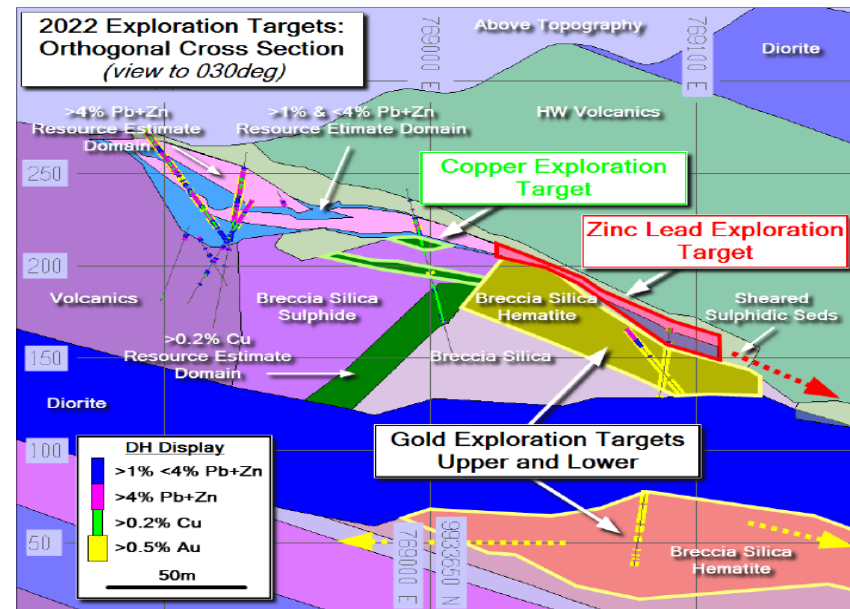 2022 Exploration Targets:
Orthogonal Cross Section
(view to 030deg)
769000 E
Above Topography
769100 E
Diorite
>4% Pb+Zn
Resource Estimate
Domain
>1% & <4% Pb+Zn
Resource Etimate Domain
HW Volcanics
250
Copper Exploration
Target
Zinc Lead Exploration
Target
200
Volcanics
Breccia Silica
Sulphide
Breccia Silica
Hematite
Sheared
Sulphidic Seds
>0.2% Cu
Resource Estimate
Domain
150
Breccia Silica
Diorite
Gold Exploration Targets
Upper and Lower
100
DH Display
>1% <4% Pb+Zn
>4% Pb+Zn
>0.2% Cu
>0.5% Au
50m
50
769000 E
9933650 N
Breccia Silica
Hematite